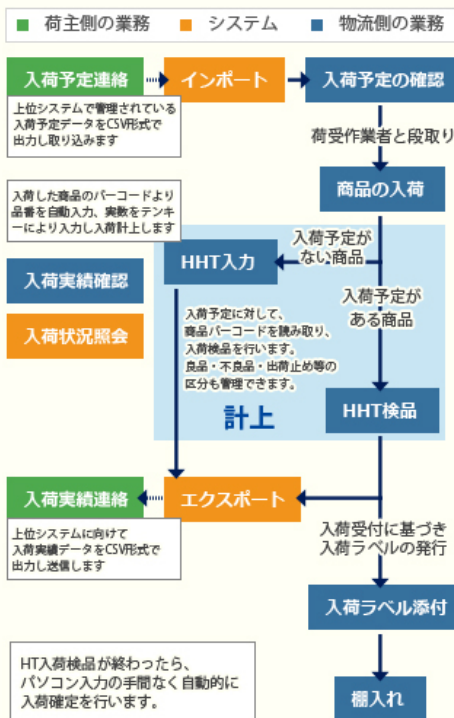 荷主側の業務 システム 物流側の業務
入荷予定連絡
インポート
入荷予定の確認
上位システムで管理されている
入荷予定データをCSV形式で
出力し取り込みます
荷受作業者と段取り
商品の入荷
入荷した商品のバーコードより
品番を自動入力、実数をテンキ
ーにより入力し入荷計上します
入荷予定が
ない商品
HHT入力
入荷実績確認
入荷予定が
ある商品
入荷状況照会
入荷予定に対して、
商品バーコードを読み取り、
入荷検品を行います。
良品・不良品・出荷止め等の
区分も管理できます。
HHT検品
計上
入荷実績連絡
エクスポート
上位システムに向けて
入荷実績データをCSV形式で
出力し送信します
入荷受付に基づき
入荷ラベルの発行
入荷ラベル添付
HT入荷検品が終わったら、
パソコン入力の手間なく自動的に
入荷確定を行います。
棚入れ